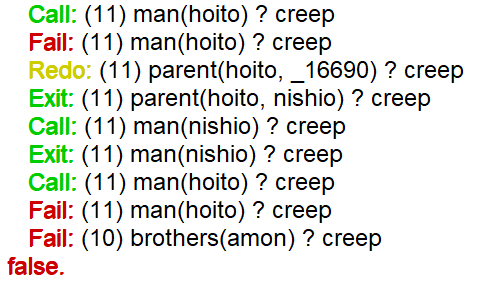 Call: (11) man(hoito) ? creep
Fail: (11) man(hoito) ? creep
Redo: (11) parent(hoito, _16690) ? creep
Exit: (11) parent(hoito, nishio) ? creep
Call: (11) man(nishio) ? creep
Exit: (11) man(nishio) ? creep
Call: (11) man(hoito) ? creep
Fail: (11) man(hoito) ? creep
Fail: (10) brothers(amon) ? creep
false.